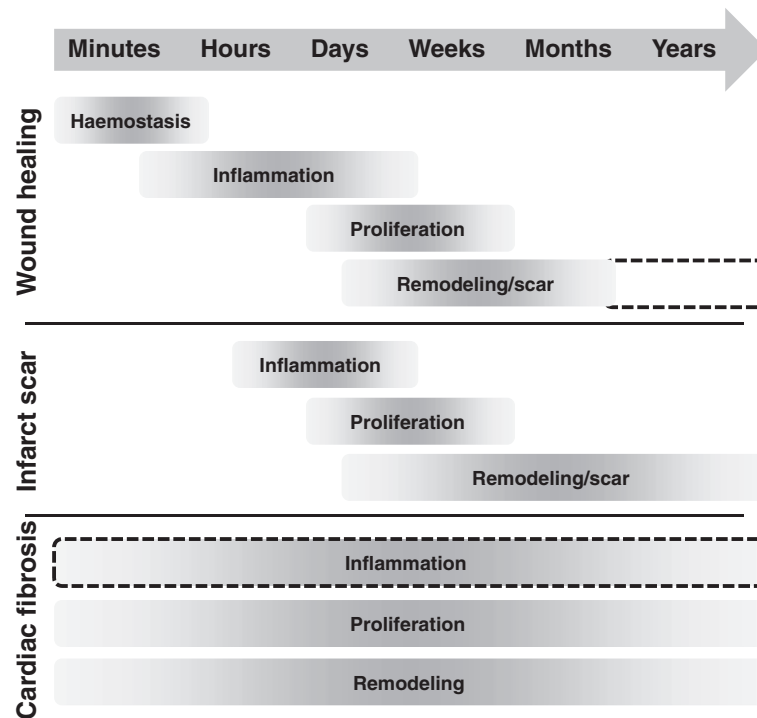 Minutes Hours Days Weeks Months Years
Wound healing
Haemostasis
Inflammation
Proliferation
Remodeling/scar
Infarct scar
Inflammation
Proliferation
Remodeling/scar
Cardiac fibrosis
Inflammation
Proliferation
Remodeling